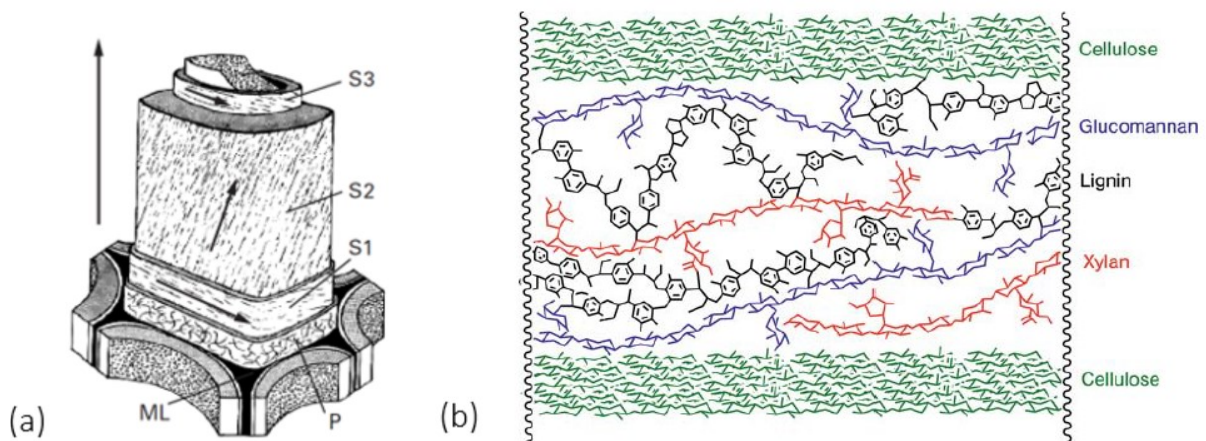 S3
S2
S1
ML
P
(a)
(b)
Cellulose
Glucomannan
Lignin
Xylan
Cellulose